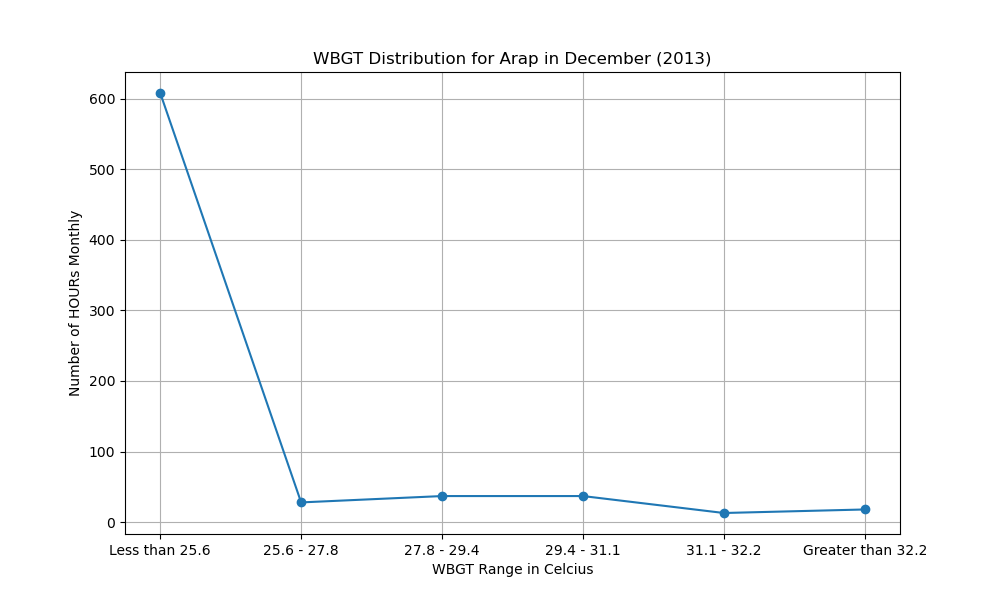 WBGT Distribution for Arap in December (2013)
Number of HOURs Monthly
600
500
400
300
200
100
0
Less than 25.6
25.6 - 27.8
27.8 - 29.4
29.4 - 31.1
31.1 - 32.2
Greater than 32.2
WBGT Range in Celcius